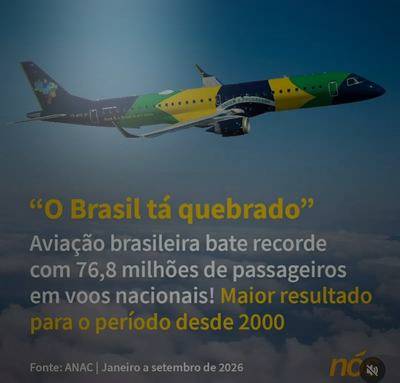 “O Brasil tá quebrado”
Aviação brasileira bate recorde
com 76,8 milhões de passageiros
em voos nacionais! Maior resultado
para o período desde 2000
Fonte: ANAC | Janeiro a setembro de 2026